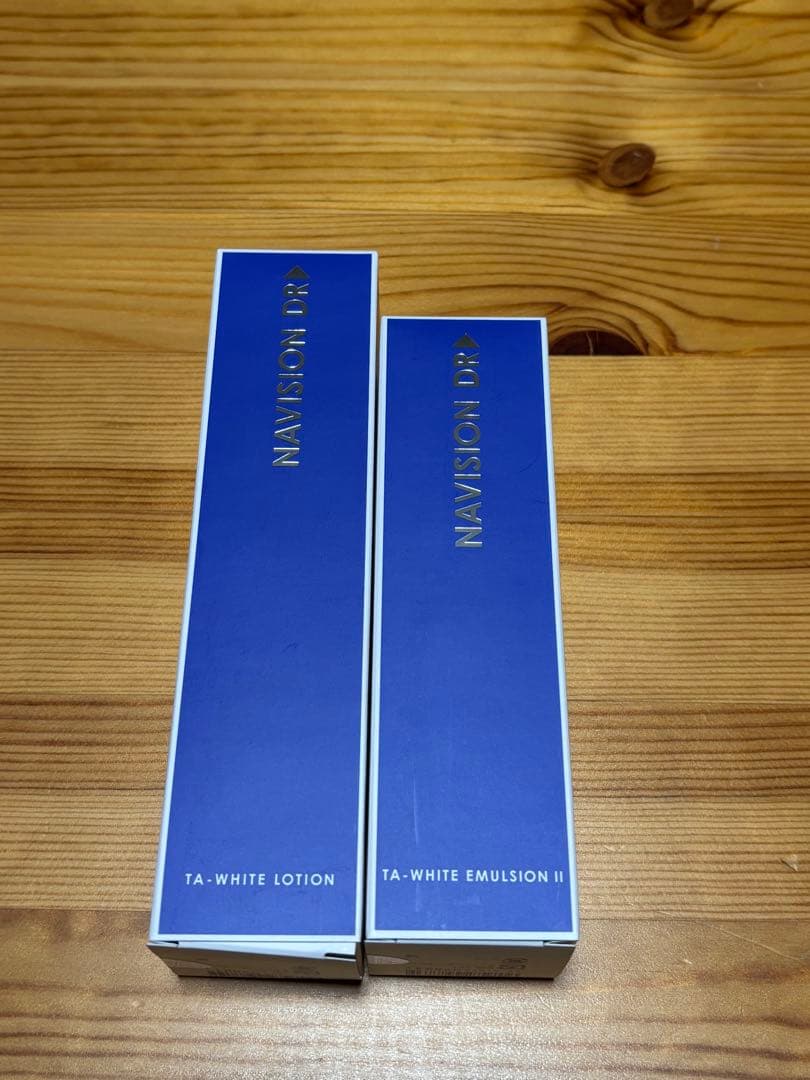 NAVISION DR
TA-WHITE LOTION
NAVISION DR
TA-WHITE EMULSION II